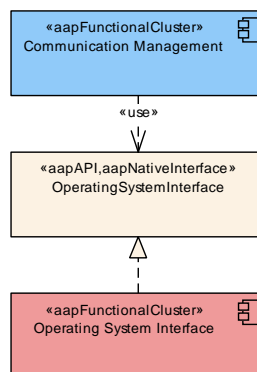 «aapFunctionalCluster»
Communication Management
«use»
«aapAPI,aapNativeInterface»
OperatingSystemInterface
«aapFunctionalCluster»
Operating System Interface